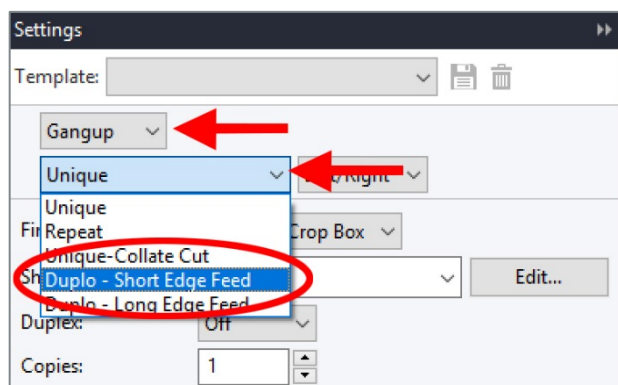 Settings
Template:
Gangup
Unique
/Right
Unique
Repeat
Crop Box
Unique-Collate Cut
Duplo - Short Edge Feed
Edit...
Duplo - Long Edge Feed
Duplex:
Off
Copies:
1